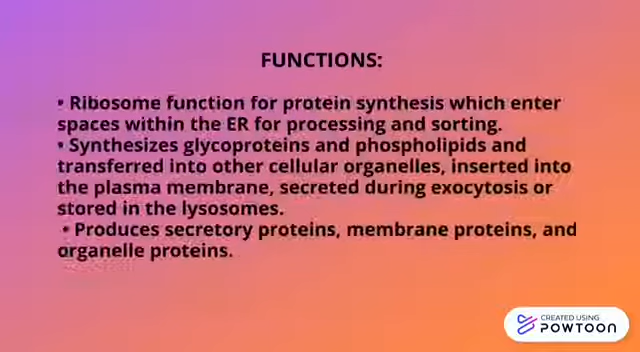 FUNCTIONS:
• Ribosome function for protein synthesis which enter
spaces within the ER for processing and sorting.
• Synthesizes glycoproteins and phospholipids and
transferred into other cellular organelles, inserted into
the plasma membrane, secreted during exocytosis or
stored in the lysosomes.
• Produces secretory proteins, membrane proteins, and
organelle proteins.
CREATED USING
POWTOON